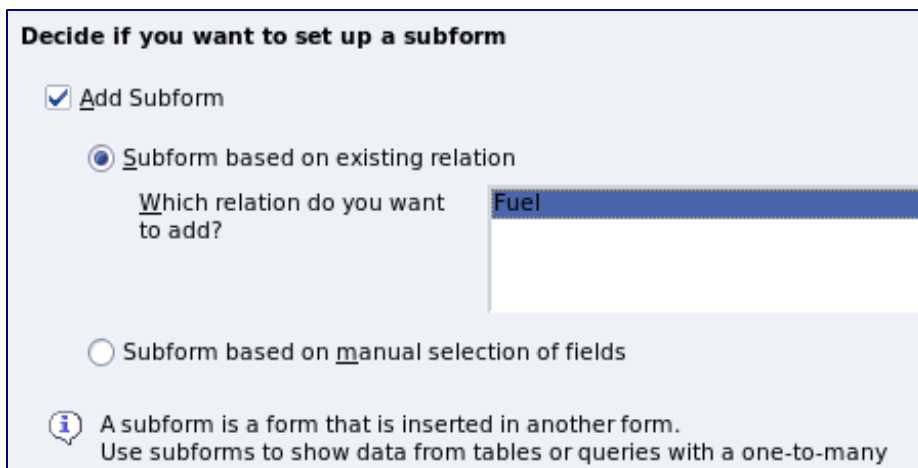 Decide if you want to set up a subform
Add Subform
Subform based on existing relation
Which relation do you want
to add?
Fuel
Subform based on manual selection of fields
A subform is a form that is inserted in another form.
Use subforms to show data from tables or queries with a one-to-many